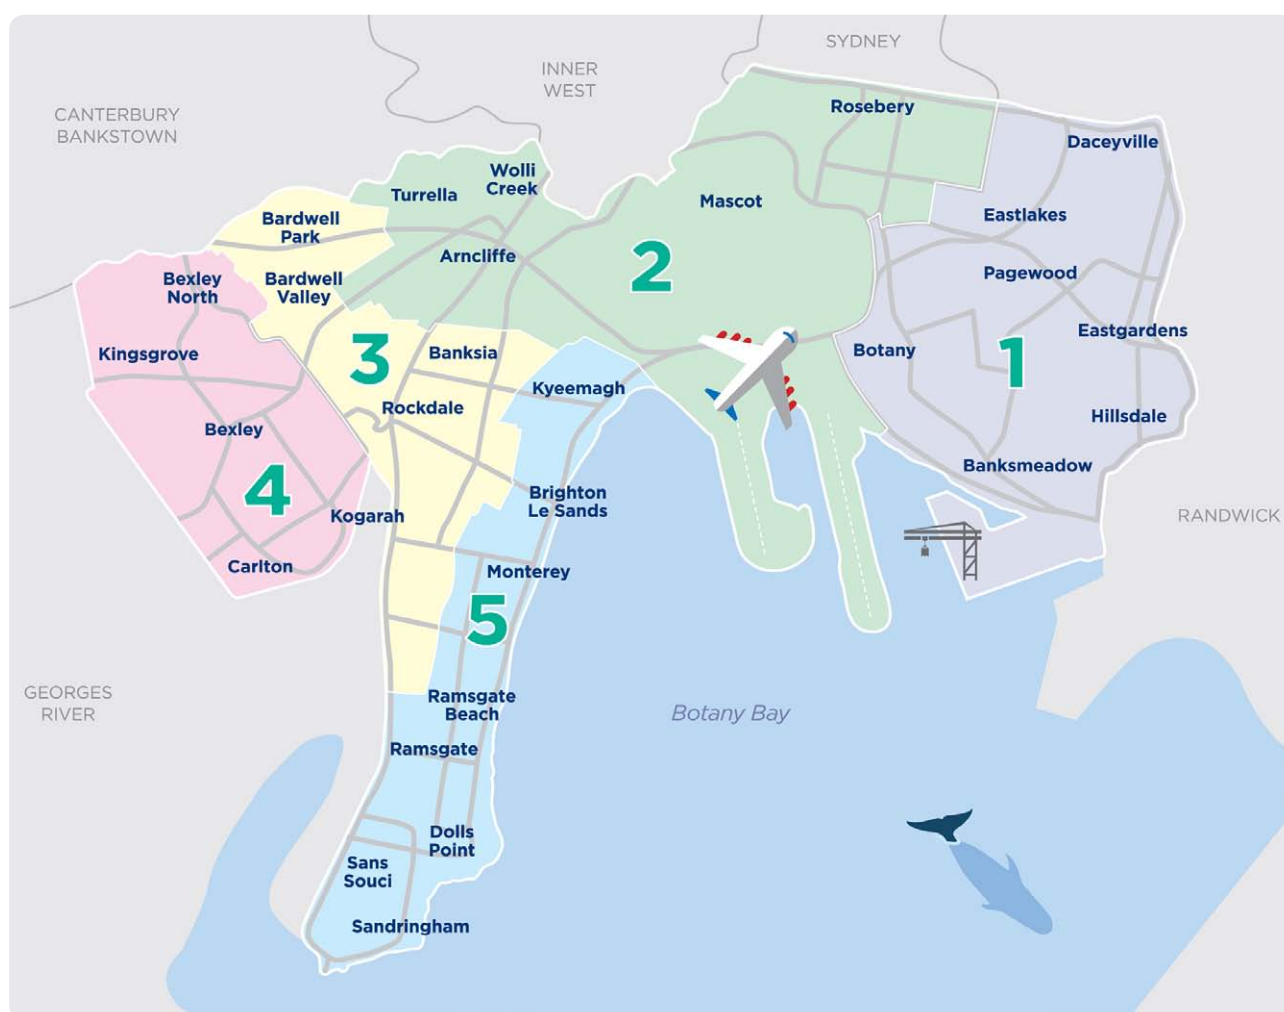 SYDNEY
INNER
WEST
CANTERBURY
BANKSTOWN
Rosebery
Daceyville
Wolli
Creek
Turrella
Mascot
Bardwell
Park
Eastlakes
Arncliffe
2
Pagewood
Bexley
North
Bardwell
Valley
Eastgardens
Kingsgrove
3
Banksia
Botany
1
Kyeemagh
Rockdale
Hillsdale
Bexley
Banksmeadow
4
Brighton
Le Sands
Kogarah
RANDWICK
Carlton
Monterey
5
GEORGES
RIVER
Ramsgate
Beach
Botany Bay
Ramsgate
Dolls
Point
Sans
Souci
Sandringham